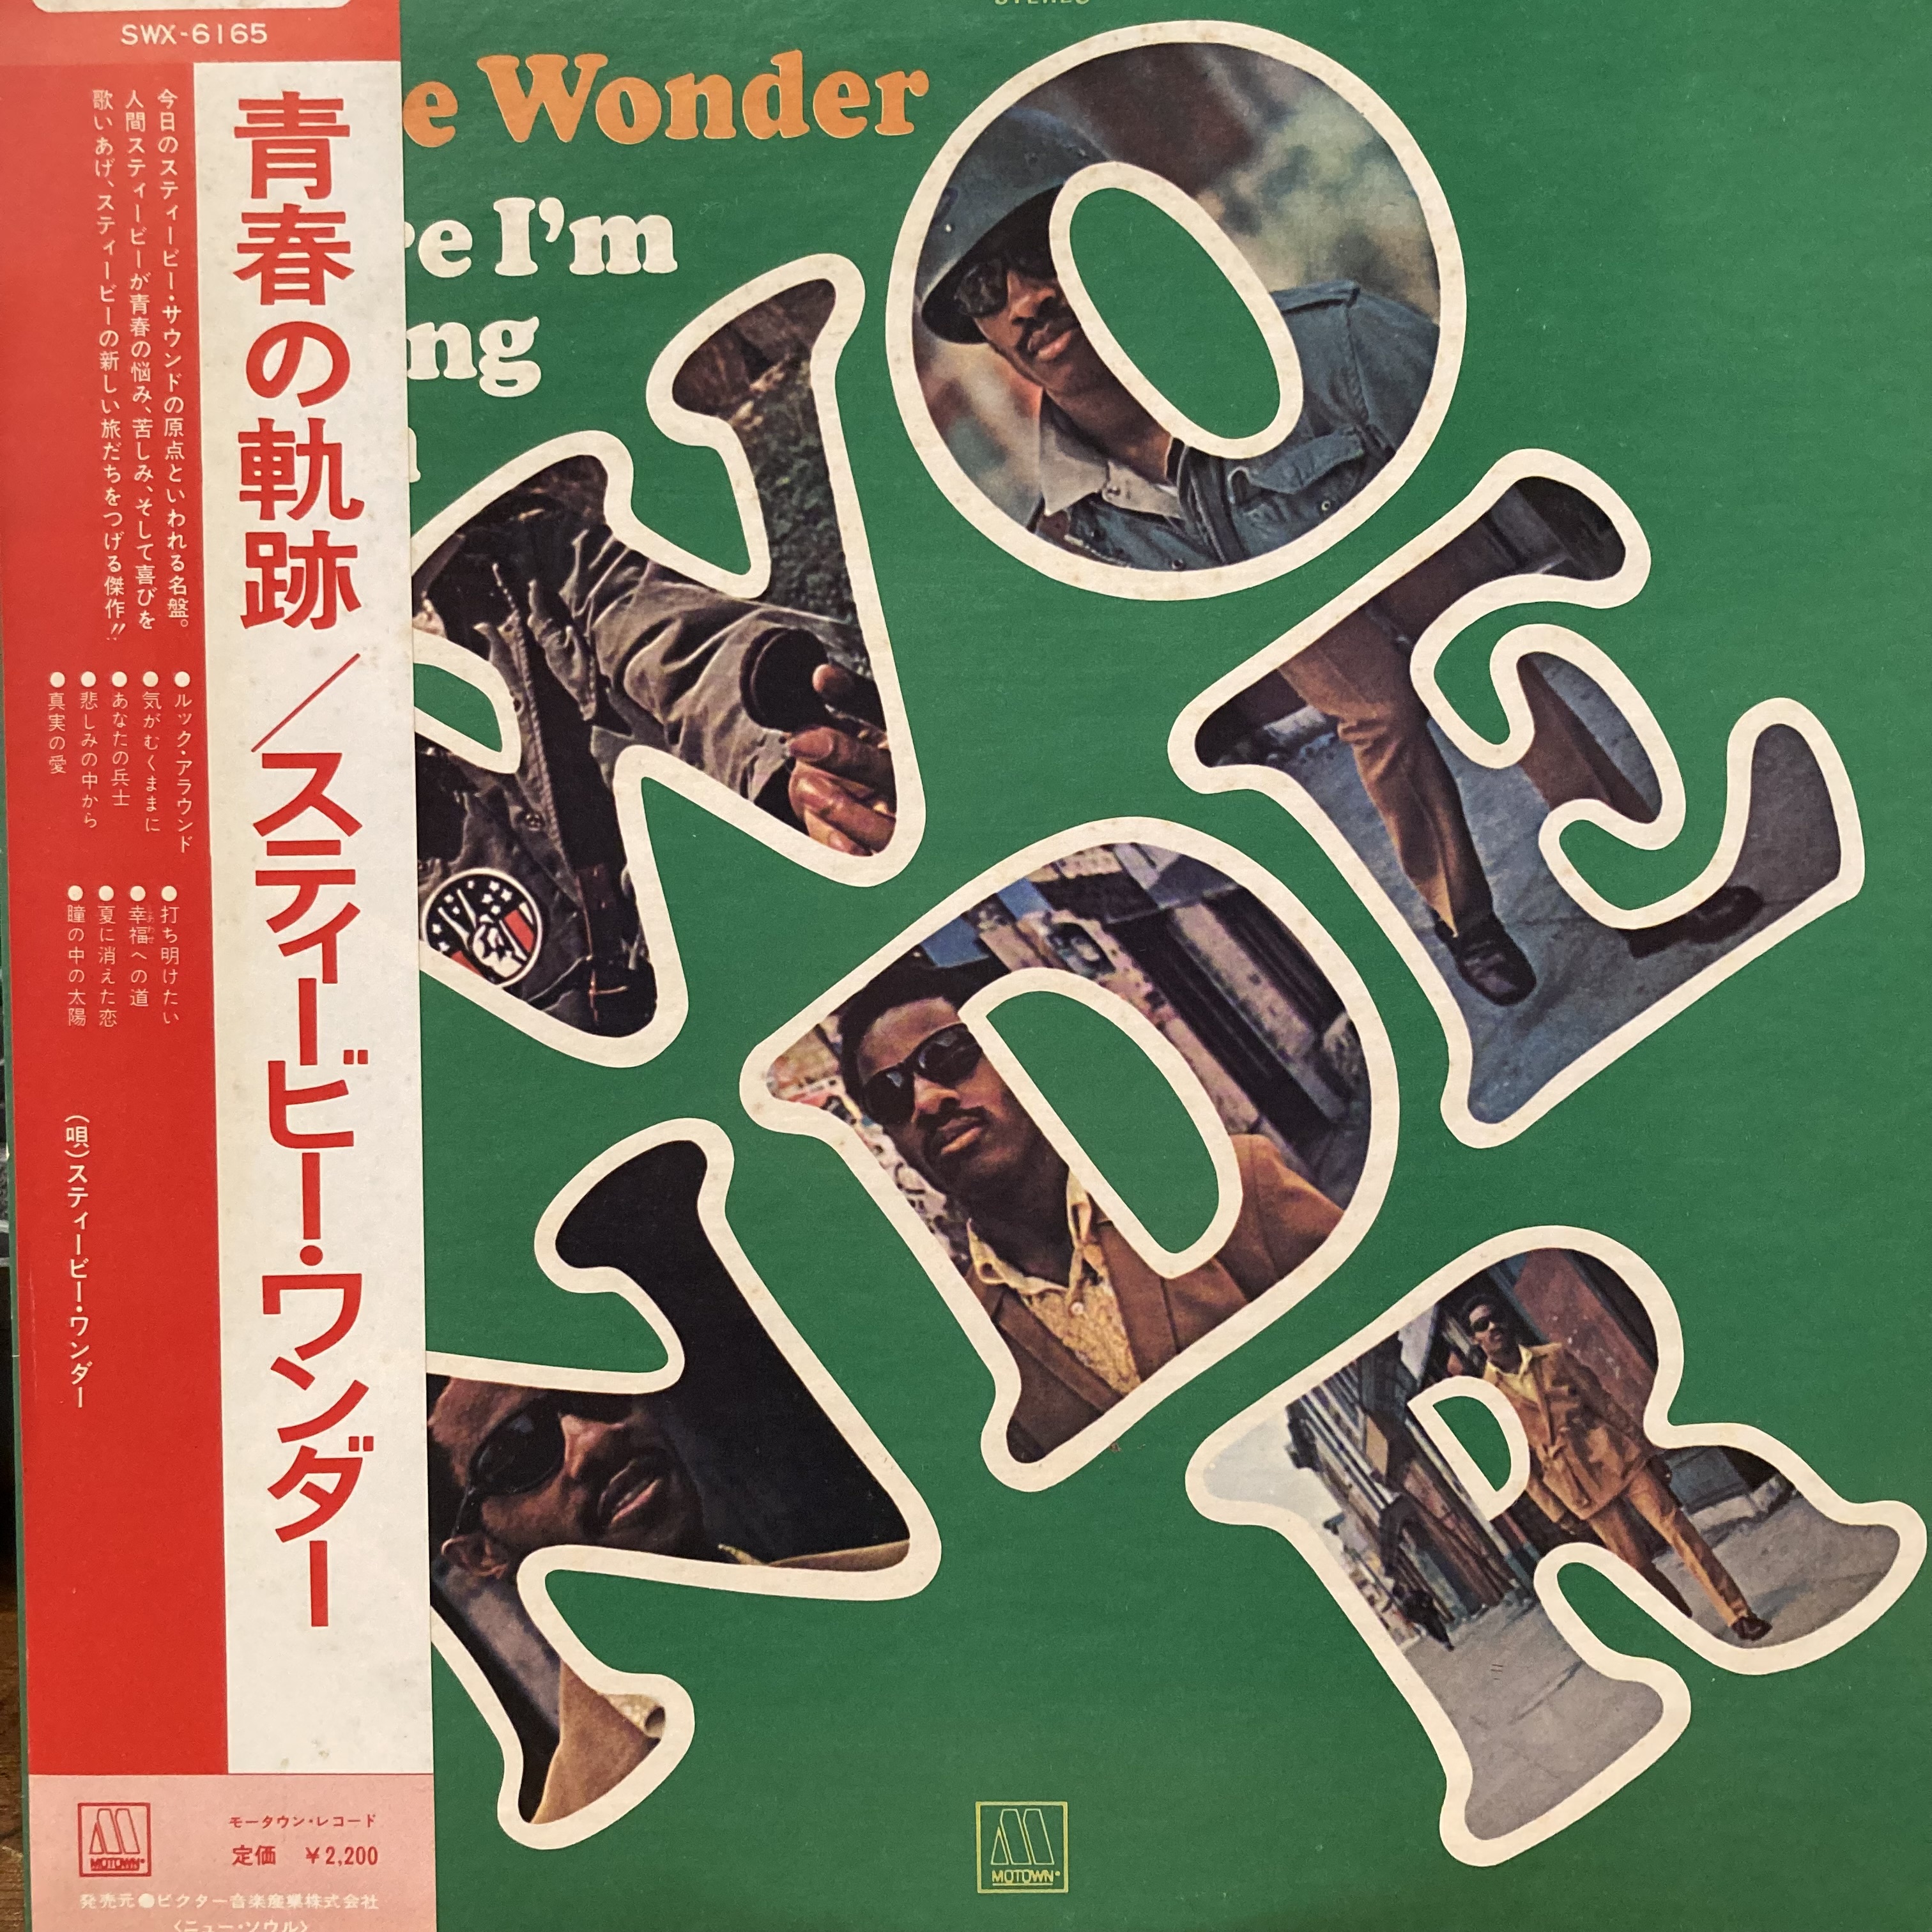 SWX-6165
青春の軌跡／スティービー・ワンダー
今日のスティービー・サウンドの原点といわれる名盤。
人間スティービーが青春の悩み、苦しみ、そして喜びを
歌いあげ、スティービーの新しい旅だちをつげる傑作!!
●ルック・アラウンド
●気がむくままに
●あなたの兵士
●悲しみの中から
●真実の愛
●打ち明けたい
●幸福への道
●夏に消えた恋
●瞳の中の太陽
(唄)スティービー・ワンダー
MOTOWN
モータウン・レコード
定価 ¥2,200
発売元●ビクター音楽産業株式会社
〈ニュー・ソウル〉
STEREO
e Wonder
re I'm
ng
WONDER
MOTOWN